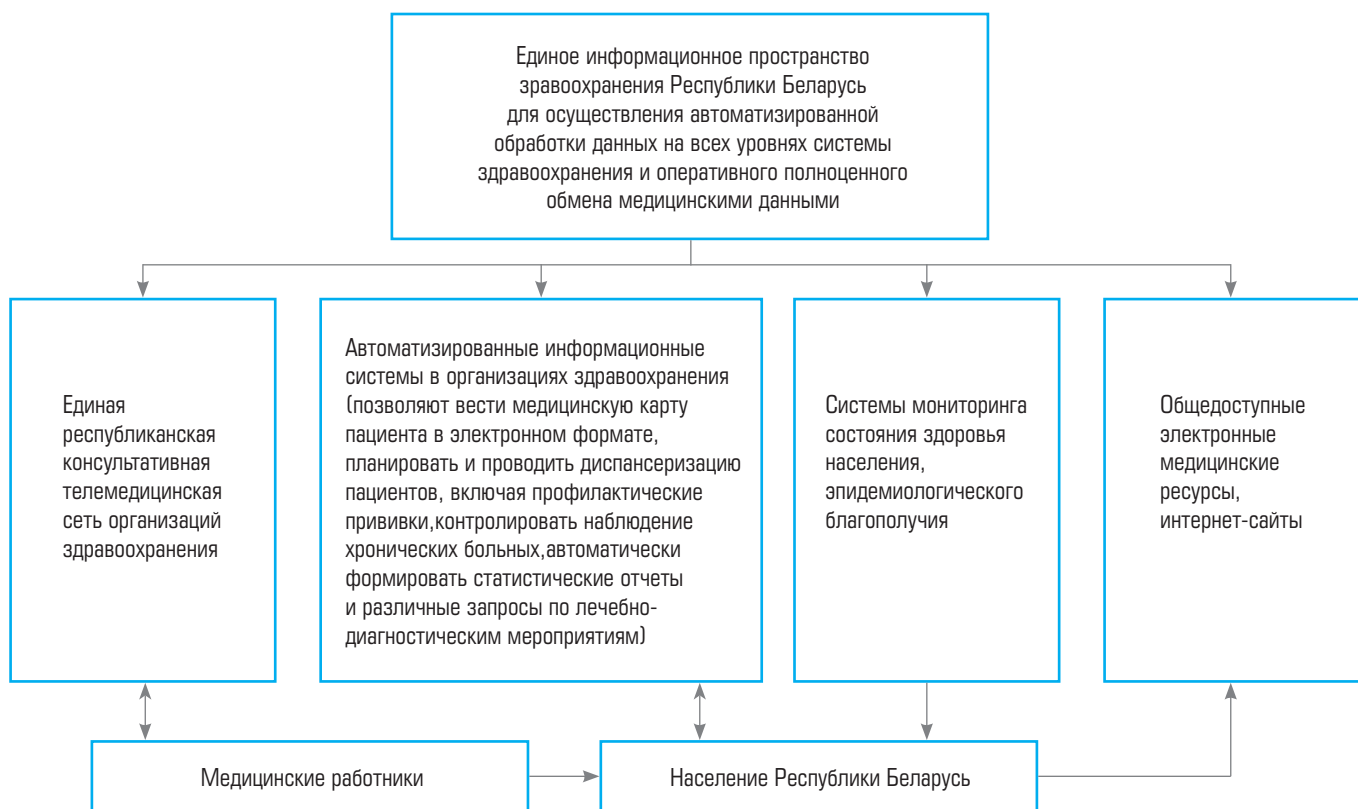 Единое информационное пространство
зравоохранения Республики Беларусь
для осуществления автоматизированной
обработки данных на всех уровнях системы
здравоохранения и оперативного полноценного
обмена медицинскими данными
Единая
республиканская
консультативная
телемедицинская
сеть организаций
здравоохранения
Автоматизированные информационные
системы в организациях здравоохранения
(позволяют вести медицинскую карту
пациента в электронном формате,
планировать и проводить диспансеризацию
пациентов, включая профилактические
прививки,контролировать наблюдение
хронических больных,автоматически
формировать статистические отчеты
и различные запросы по лечебно-
диагностическим мероприятиям)
Системы мониторинга
состояния здоровья
населения,
эпидемиологического
благополучия
Общедоступные
электронные
медицинские
ресурсы,
интернет-сайты
Медицинские работники
Население Республики Беларусь